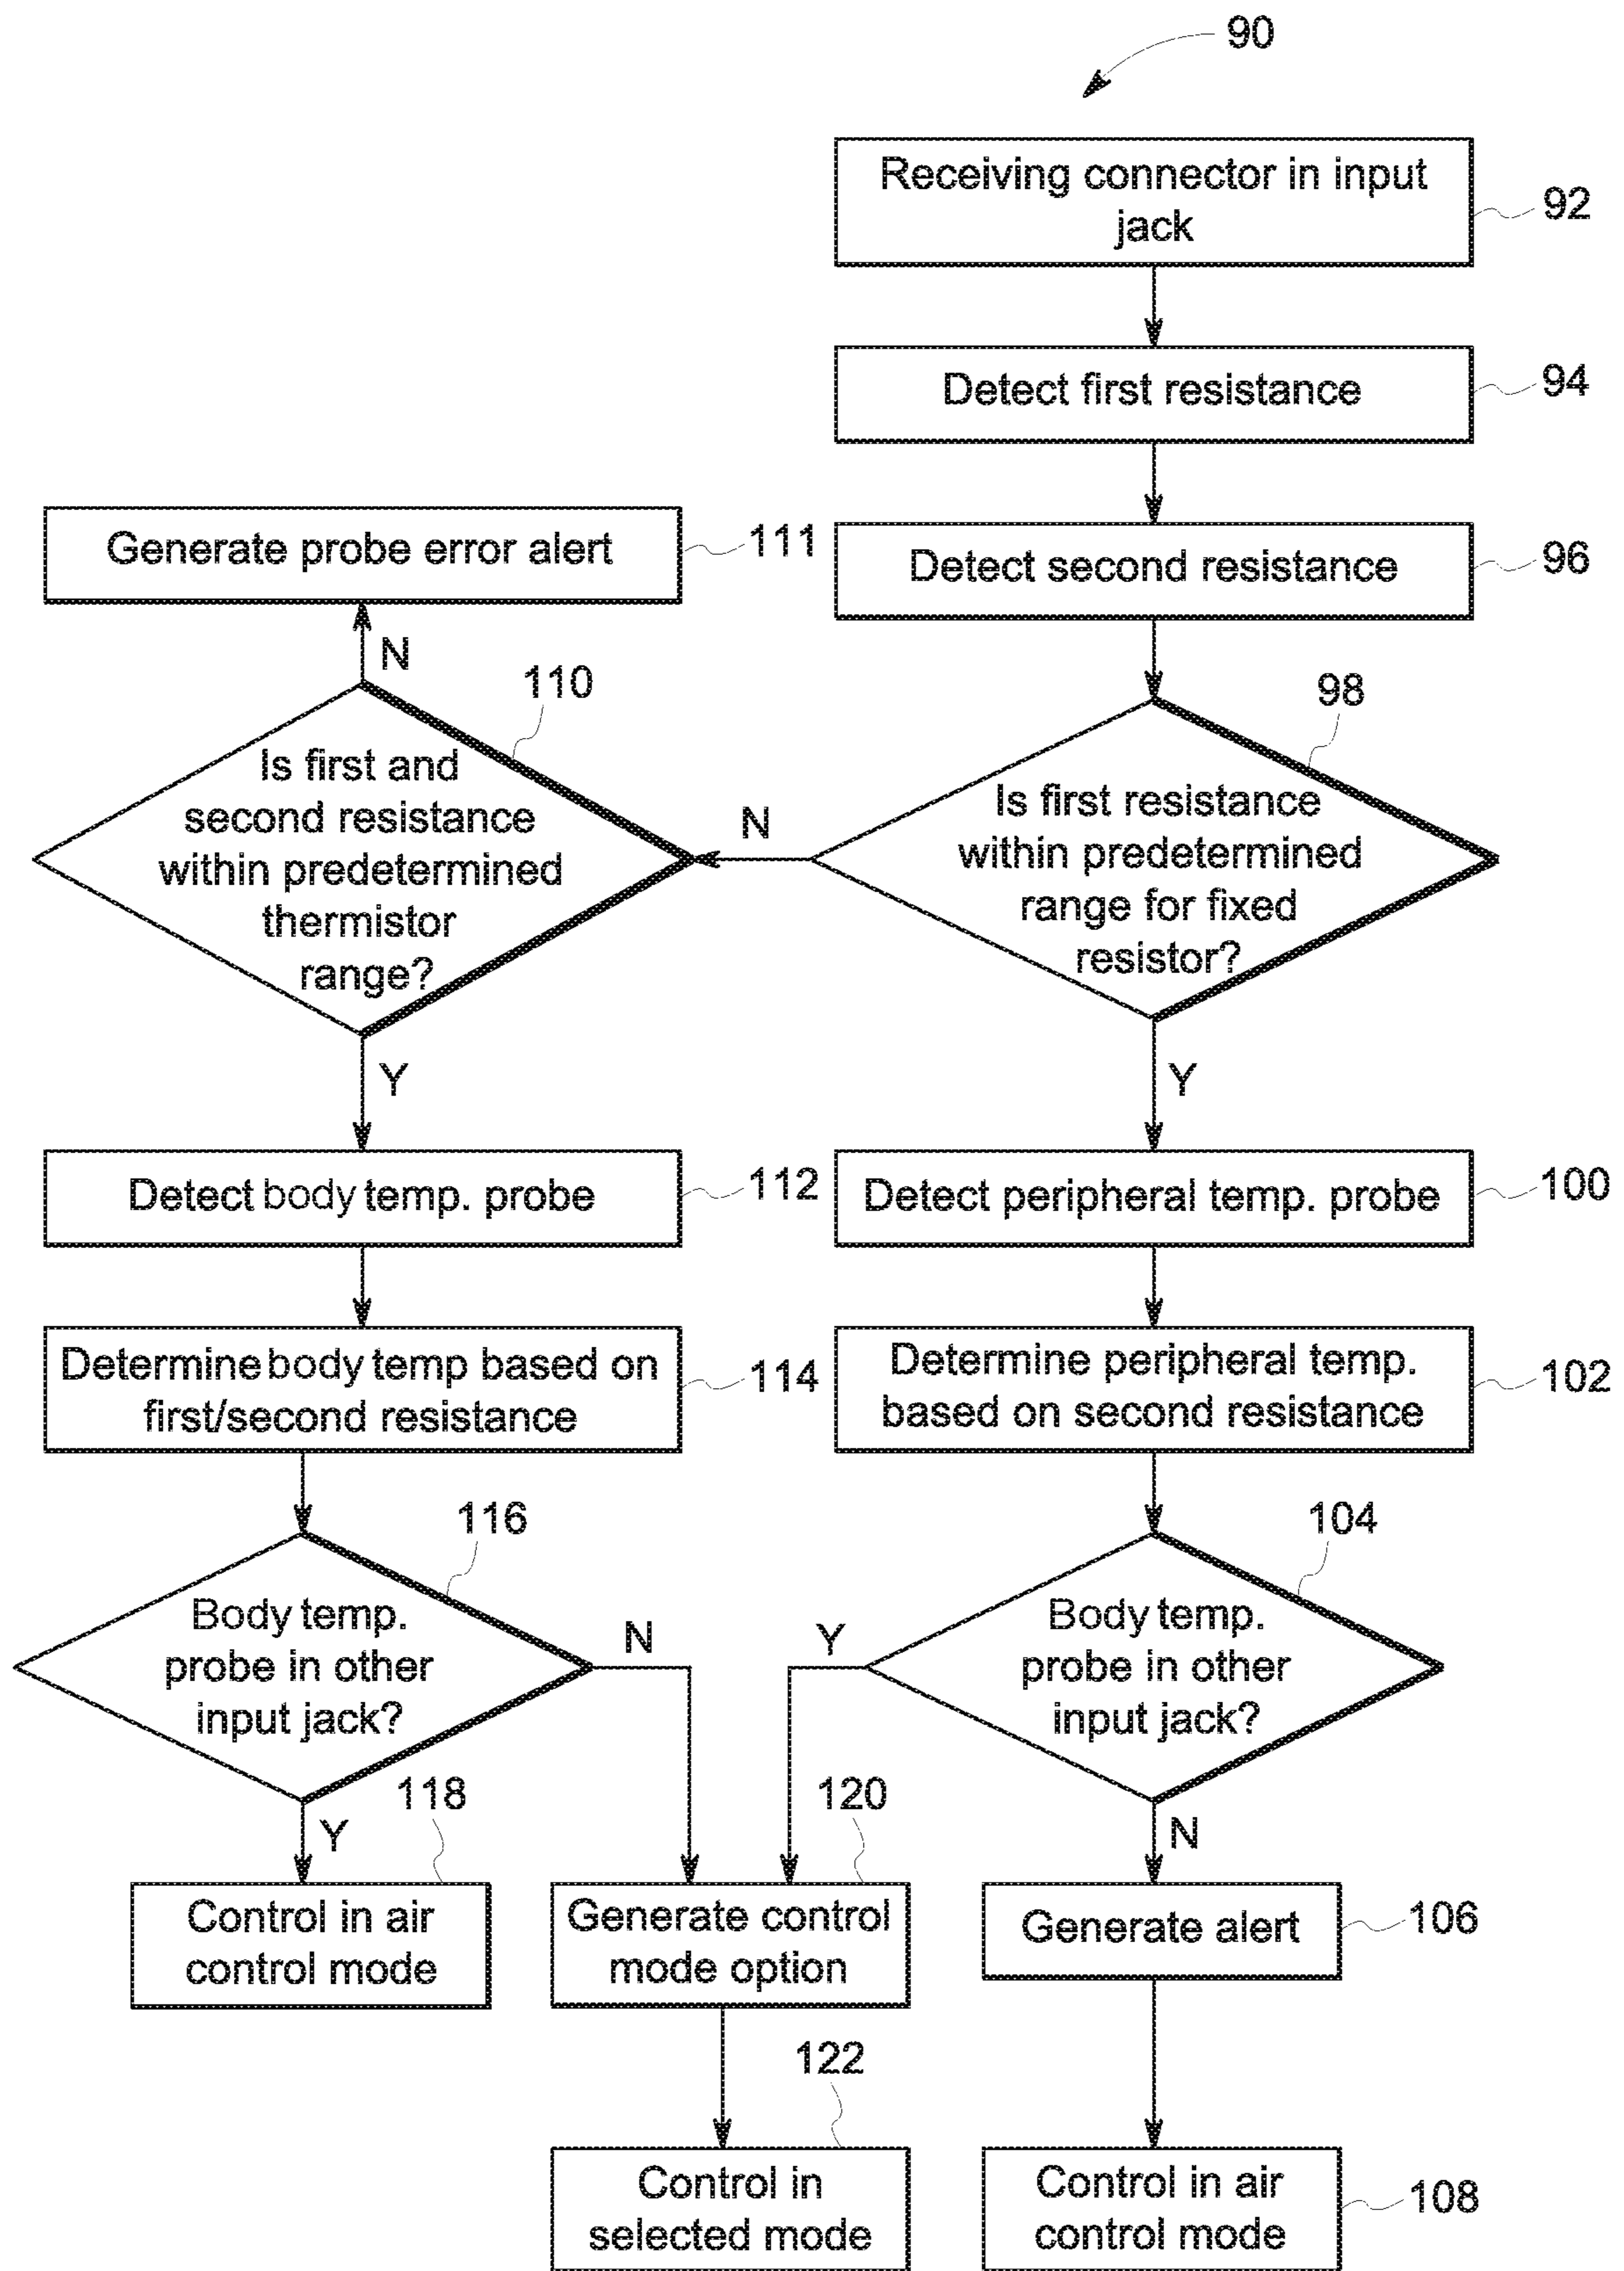 90
Receiving connector in input
jack
92
Detect first resistance
94
Detect second resistance
96
Generate probe error alert
111
N
110
Is first and
second resistance
within predetermined
thermistor
range?
N
98
Is first resistance
within predetermined
range for fixed
resistor?
Y
Y
Detect body temp. probe
112
Detect peripheral temp. probe
100
Determine body temp based on
first/second resistance
114
Determine peripheral temp.
based on second resistance
102
116
Body temp.
probe in other
input jack?
N
Y
104
Body temp.
probe in other
input jack?
118
Y
120
N
Control in air
control mode
Generate control
mode option
Generate alert
106
122
Control in
selected mode
Control in air
control mode
108